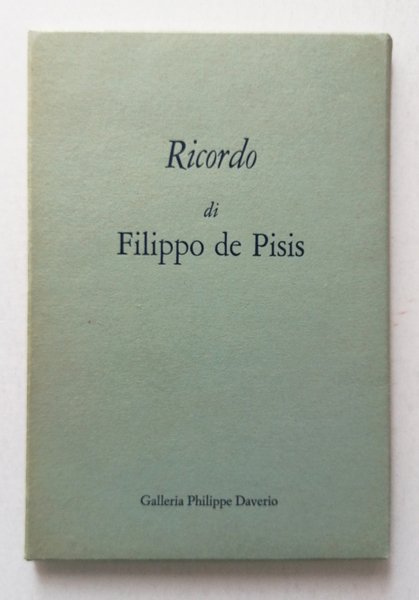 Ricordo
di
Filippo de Pisis
Galleria Philippe Daverio